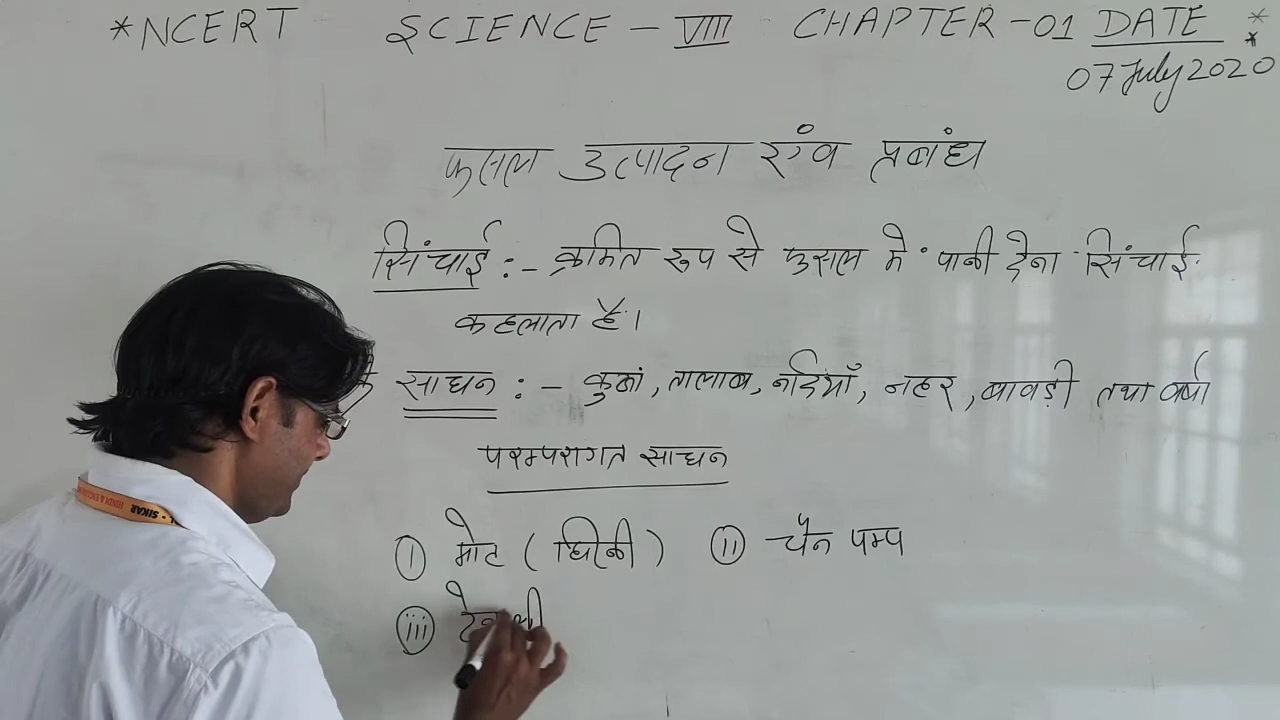 *NCERT SCIENCE - VIII CHAPTER - 01 DATE **
07 July 2020
फसल उत्पादन एंव प्रबंध
सिंचाई :- क्रमित रूप से फसल में पानी देना सिंचाई
कहलाता है।
साधन :- कुआं, तालाब, नदियाँ, नहर, बावड़ी तथा वर्षा
परम्परागत साधन
(i) मोट (घिरनी) (ii) चैन पम्प
(iii)
SIKAR